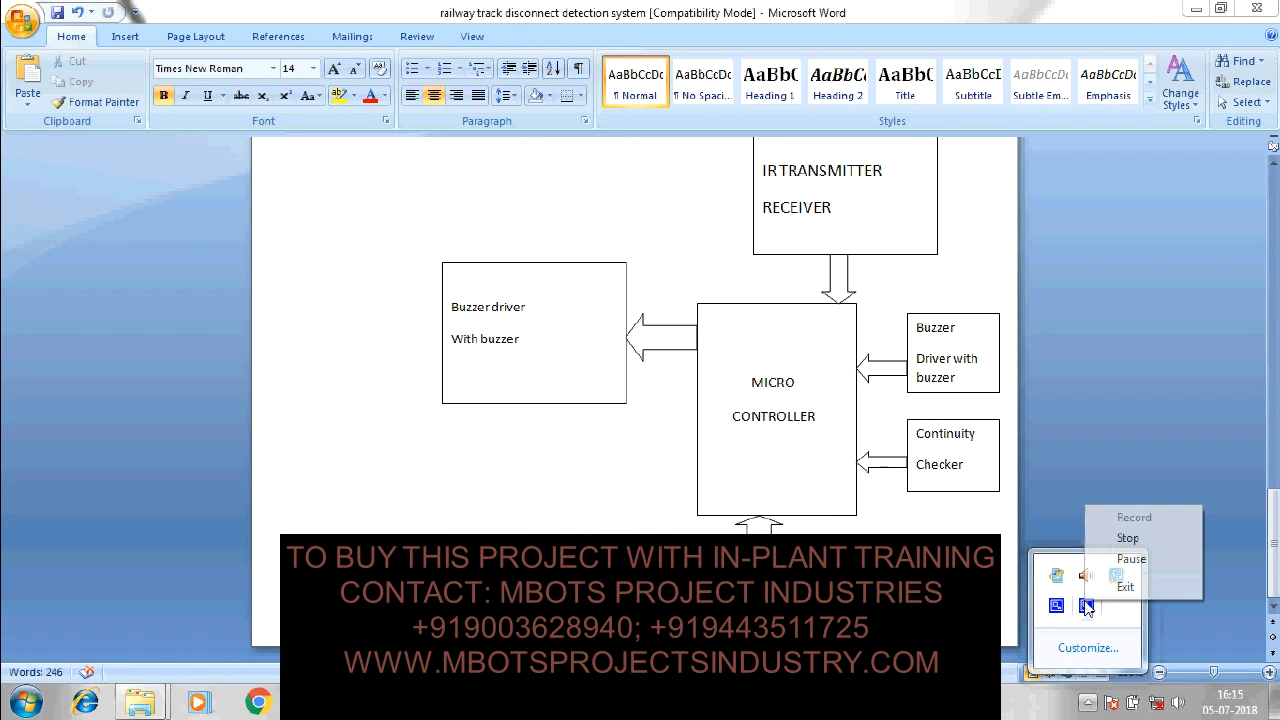 railway track disconnect detection system [Compatibility Mode] - Microsoft Word
Home Insert Page Layout References Mailings Review View
Paste
Cut
Copy
Format Painter
Clipboard
Times New Roman 14
B I U abc x₂ x² Aa
Font
Paragraph
AaBbCcDc AaBbCcD. AaBbC AaBbCc AaBbC AaBbCcI AaBbCcDc AaBbCcDc
¶ Normal ¶ No Spaci... Heading 1 Heading 2 Title Subtitle Subtle Em... Emphasis
Change
Styles
Styles
Find
Replace
Select
Editing
IR TRANSMITTER
RECEIVER
Buzzer driver
With buzzer
MICRO
CONTROLLER
Buzzer
Driver with
buzzer
Continuity
Checker
Record
Stop
Pause
Exit
Customize...
TO BUY THIS PROJECT WITH IN-PLANT TRAINING
CONTACT: MBOTS PROJECT INDUSTRIES
+919003628940; +919443511725
WWW.MBOTSPROJECTSINDUSTRY.COM
Words: 246
16:15
05-07-2018